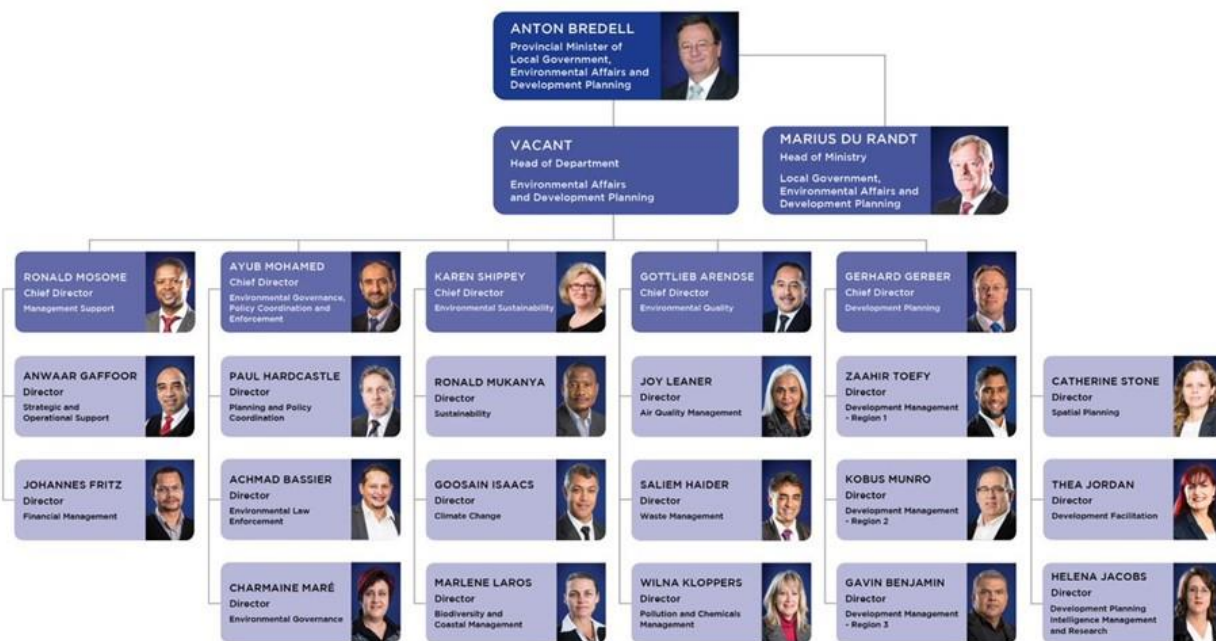 ANTON BREDELL
Provincial Minister of
Local Government,
Environmental Affairs and
Development Planning
VACANT
Head of Department
Environmental Affairs
and Development Planning
MARIUS DU RANDT
Head of Ministry
Local Government,
Environmental Affairs and
Development Planning
RONALD MOSOME
Chief Director
Management Support
AYUB MOHAMED
Chief Director
Environmental Governance,
Policy Coordination and
Enforcement
KAREN SHIPPEY
Chief Director
Environmental Sustainability
GOTTLIEB ARENDSE
Chief Director
Environmental Quality
GERHARD GERBER
Chief Director
Development Planning
ANWAAR GAFFOOR
Director
Strategic and
Operational Support
PAUL HARDCASTLE
Director
Planning and Policy
Coordination
RONALD MUKANYA
Director
Sustainability
JOY LEANER
Director
Air Quality Management
ZAAHIR TOEFY
Director
Development Management
- Region 1
CATHERINE STONE
Director
Spatial Planning
JOHANNES FRITZ
Director
Financial Management
ACHMAD BASSIER
Director
Environmental Law
Enforcement
GOOSAIN ISAACS
Director
Climate Change
SALIEM HAIDER
Director
Waste Management
KOBUS MUNRO
Director
Development Management
- Region 2
THEA JORDAN
Director
Development Facilitation
CHARMAINE MARÉ
Director
Environmental Governance
MARLENE LAROS
Director
Biodiversity and
Coastal Management
WILNA KLOPPERS
Director
Pollution and Chemicals
Management
GAVIN BENJAMIN
Director
Development Management
- Region 3
HELENA JACOBS
Director
Development Planning
Intelligence Management
and Research